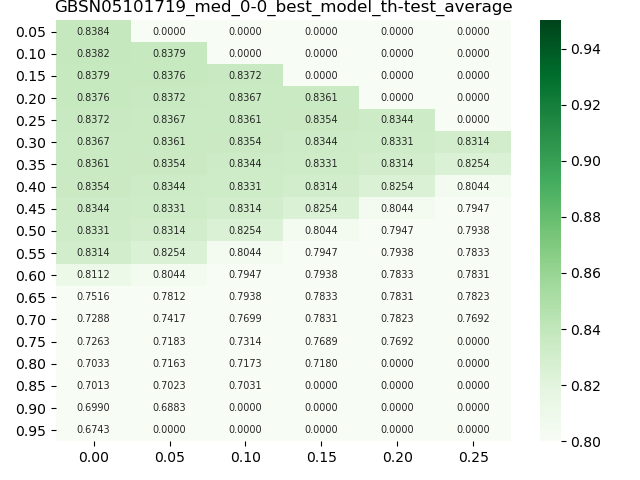 GBSN05101719_med_0-0_best_model_th-test_average
0.05 0.8384 0.0000 0.0000 0.0000 0.0000 0.0000
0.10 0.8382 0.8379 0.0000 0.0000 0.0000 0.0000
0.15 0.8379 0.8376 0.8372 0.0000 0.0000 0.0000
0.20 0.8376 0.8372 0.8367 0.8361 0.0000 0.0000
0.25 0.8372 0.8367 0.8361 0.8354 0.8344 0.0000
0.30 0.8367 0.8361 0.8354 0.8344 0.8331 0.8314
0.35 0.8361 0.8354 0.8344 0.8331 0.8314 0.8254
0.40 0.8354 0.8344 0.8331 0.8314 0.8254 0.8044
0.45 0.8344 0.8331 0.8314 0.8254 0.8044 0.7947
0.50 0.8331 0.8314 0.8254 0.8044 0.7947 0.7938
0.55 0.8314 0.8254 0.8044 0.7947 0.7938 0.7833
0.60 0.8112 0.8044 0.7947 0.7938 0.7833 0.7831
0.65 0.7516 0.7812 0.7938 0.7833 0.7831 0.7823
0.70 0.7288 0.7417 0.7699 0.7831 0.7823 0.7692
0.75 0.7263 0.7183 0.7314 0.7689 0.7692 0.0000
0.80 0.7033 0.7163 0.7173 0.7180 0.0000 0.0000
0.85 0.7013 0.7023 0.7031 0.0000 0.0000 0.0000
0.90 0.6990 0.6883 0.0000 0.0000 0.0000 0.0000
0.95 0.6743 0.0000 0.0000 0.0000 0.0000 0.0000
0.00 0.05 0.10 0.15 0.20 0.25
0.94
0.92
0.90
0.88
0.86
0.84
0.82
0.80